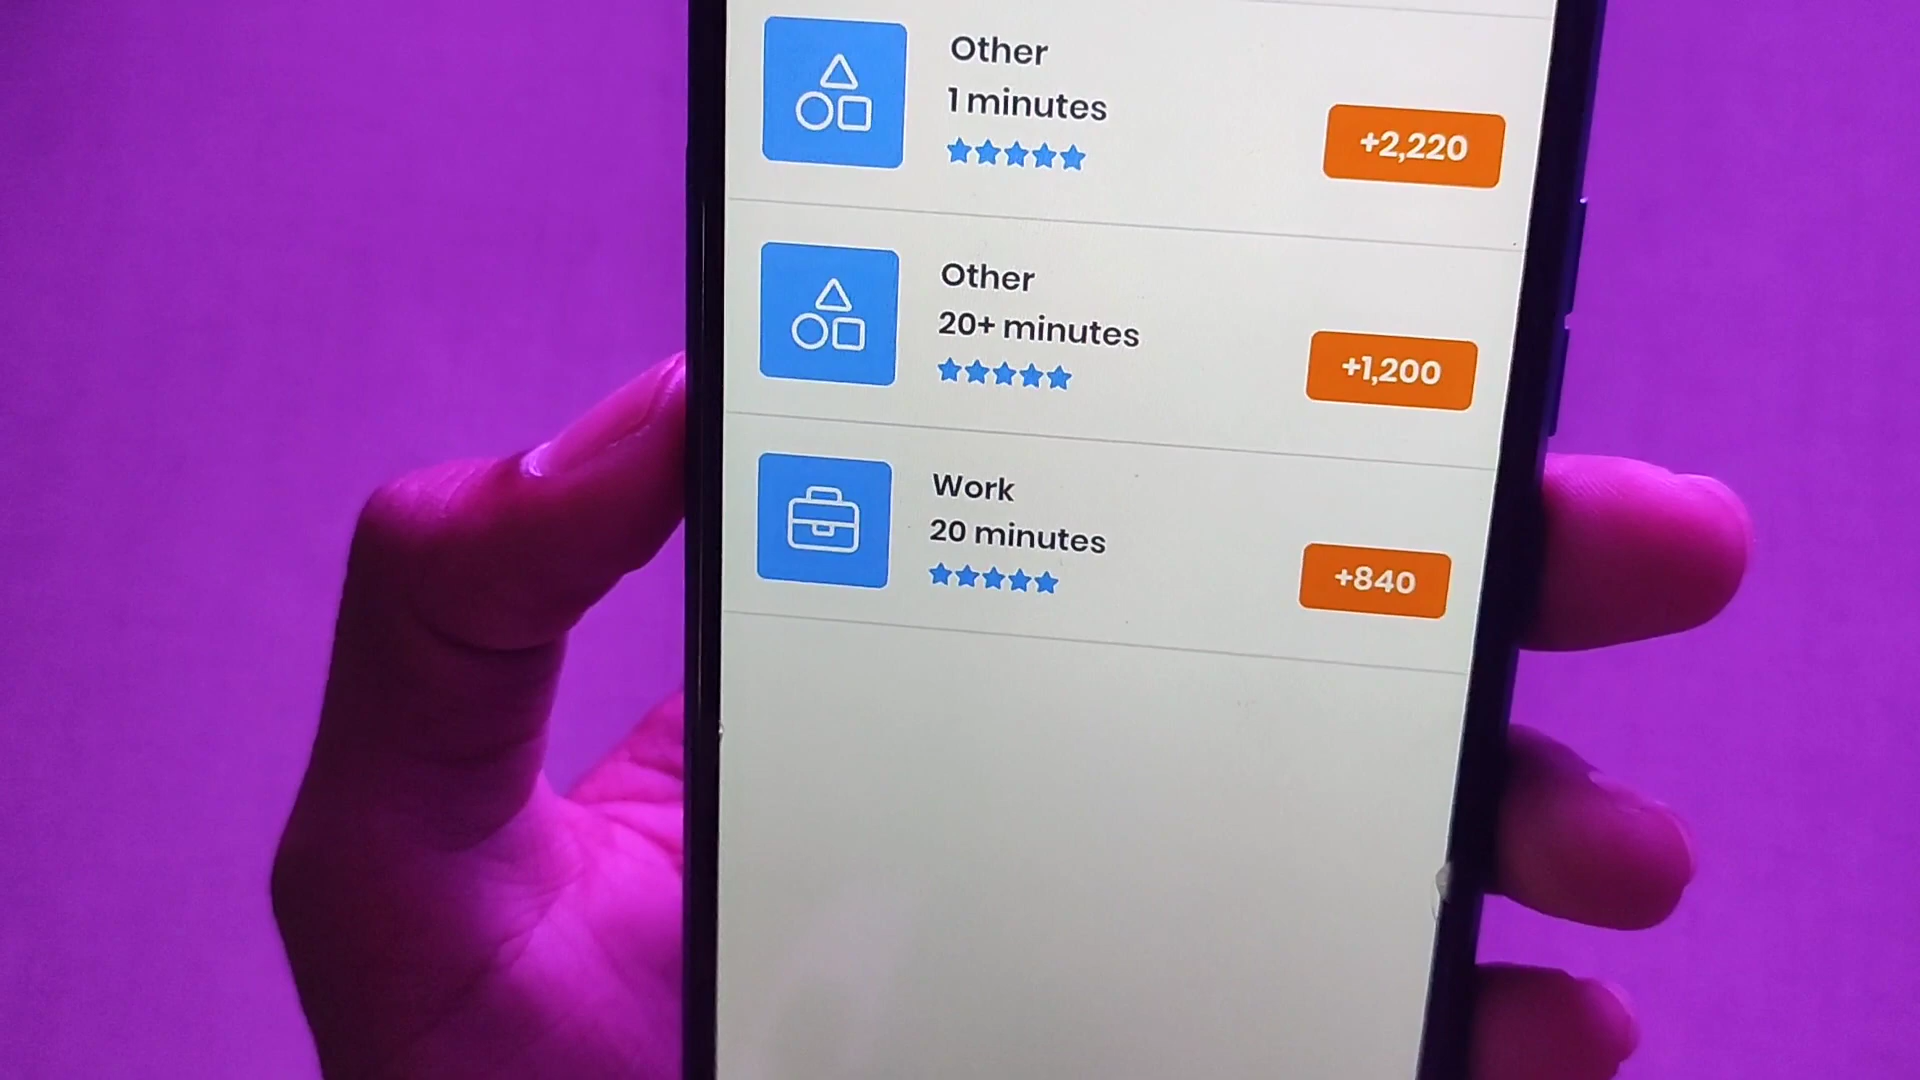 Other
1 minutes
+2,220
Other
20+ minutes
+1,200
Work
20 minutes
+840